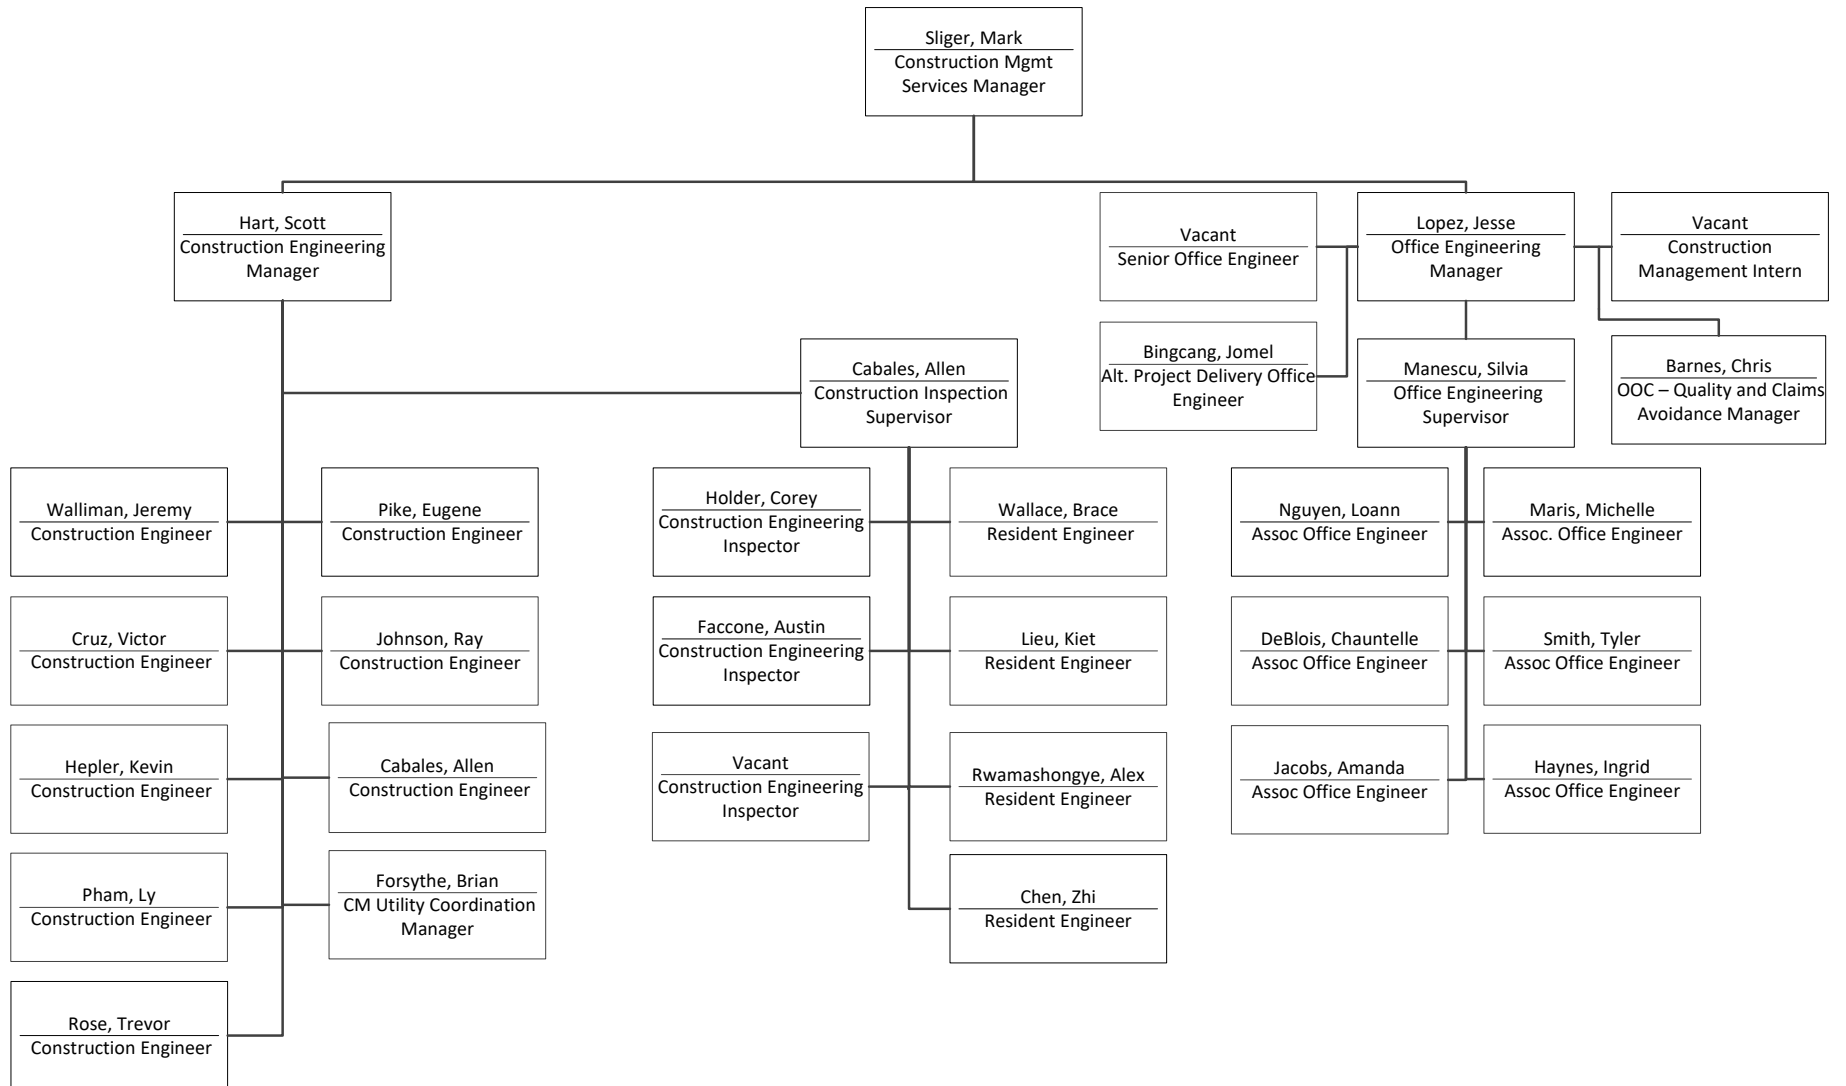 Sliger, Mark
Construction Mgmt
Services Manager
Hart, Scott
Construction Engineering
Manager
Vacant
Senior Office Engineer
Lopez, Jesse
Office Engineering
Manager
Vacant
Construction
Management Intern
Bingcang, Jomel
Alt. Project Delivery Office
Engineer
Cabales, Allen
Construction Inspection
Supervisor
Manescu, Silvia
Office Engineering
Supervisor
Barnes, Chris
OOC – Quality and Claims
Avoidance Manager
Walliman, Jeremy
Construction Engineer
Pike, Eugene
Construction Engineer
Holder, Corey
Construction Engineering
Inspector
Wallace, Brace
Resident Engineer
Nguyen, Loann
Assoc Office Engineer
Maris, Michelle
Assoc. Office Engineer
Cruz, Victor
Construction Engineer
Johnson, Ray
Construction Engineer
Faccone, Austin
Construction Engineering
Inspector
Lieu, Kiet
Resident Engineer
DeBlois, Chauntelle
Assoc Office Engineer
Smith, Tyler
Assoc Office Engineer
Hepler, Kevin
Construction Engineer
Cabales, Allen
Construction Engineer
Vacant
Construction Engineering
Inspector
Rwamashongye, Alex
Resident Engineer
Jacobs, Amanda
Assoc Office Engineer
Haynes, Ingrid
Assoc Office Engineer
Pham, Ly
Construction Engineer
Forsythe, Brian
CM Utility Coordination
Manager
Chen, Zhi
Resident Engineer
Rose, Trevor
Construction Engineer